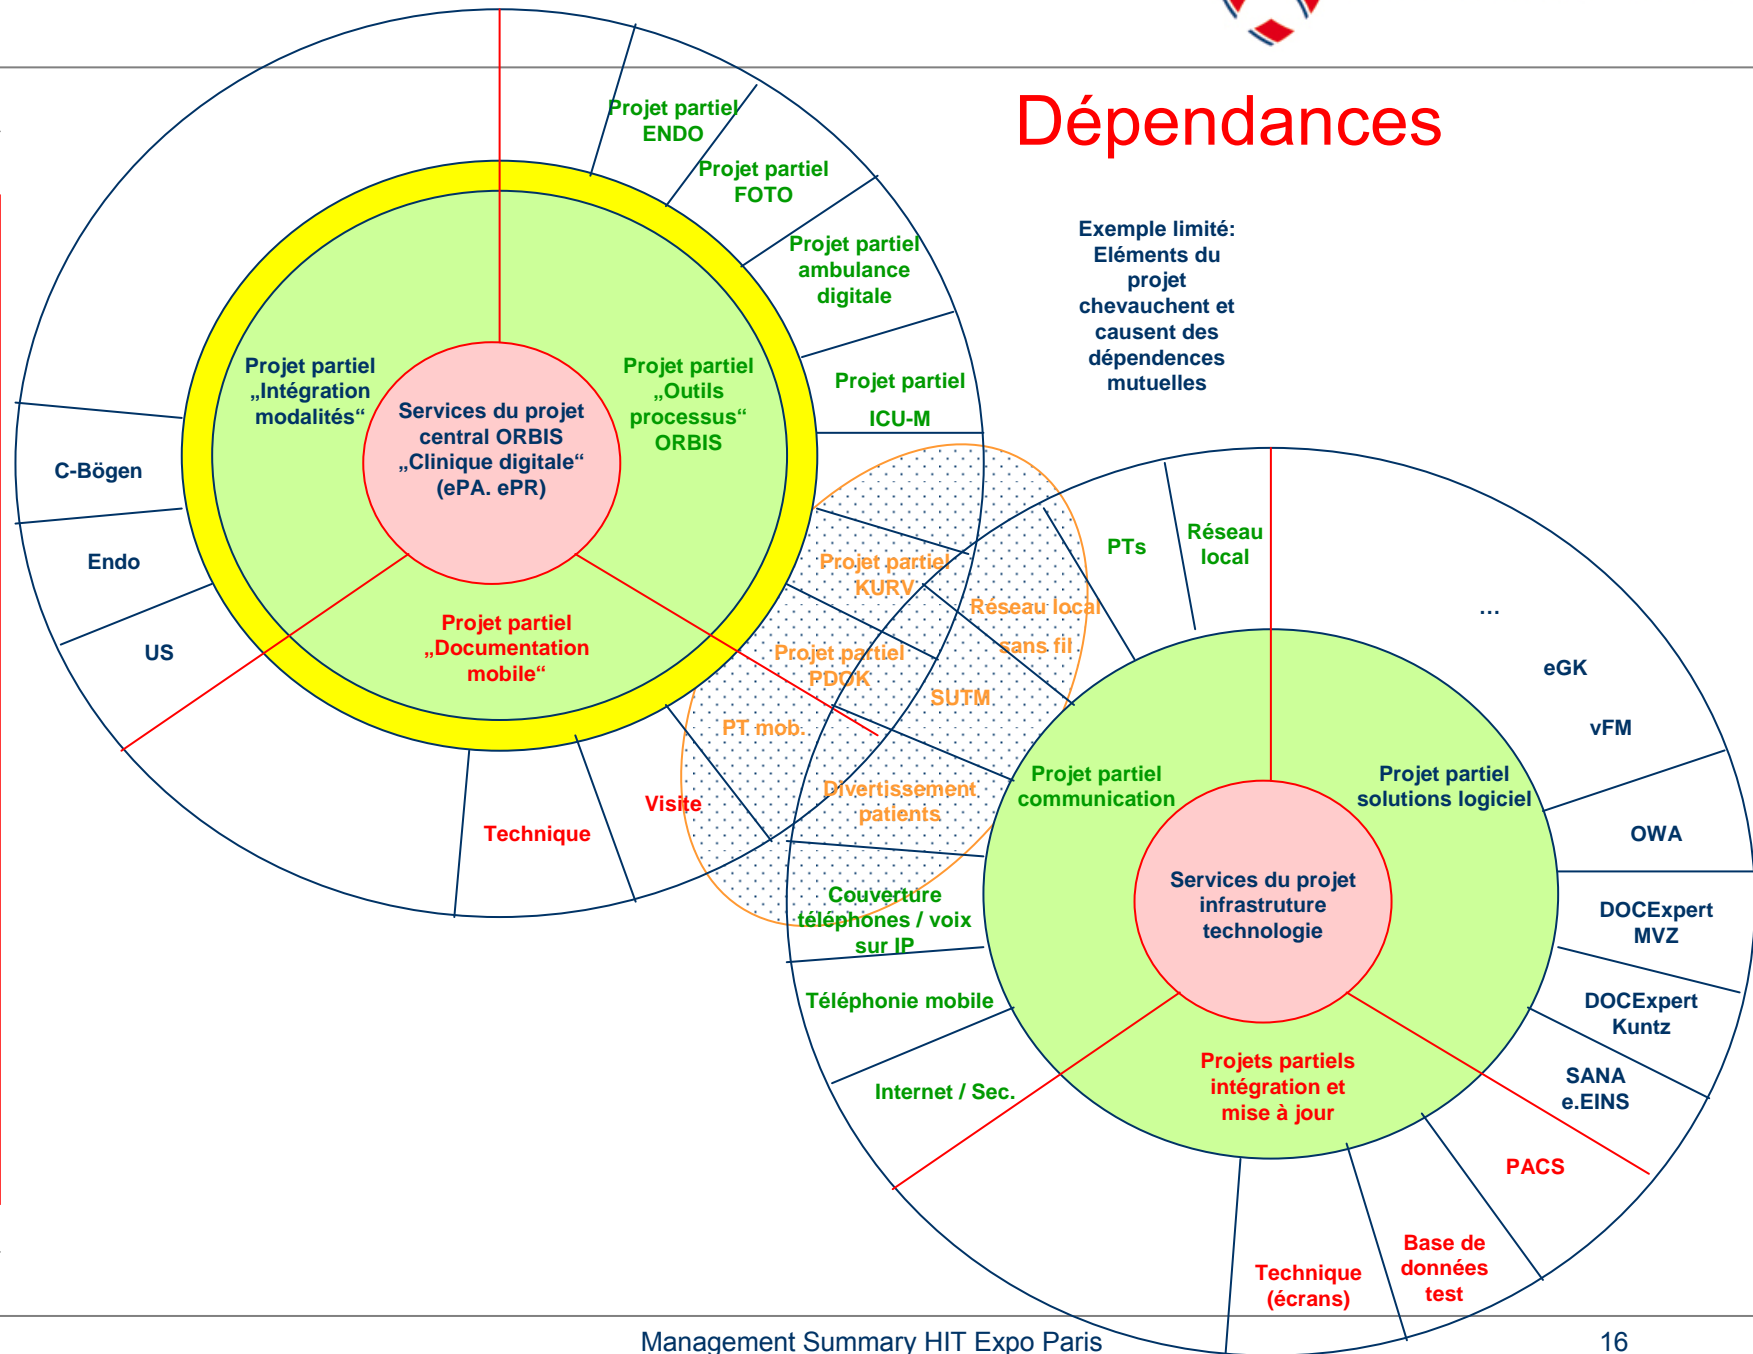 Dépendances
Exemple limité:
Eléments du
projet
chevauchent et
causent des
dépendences
mutuelles
Projet partiel
ENDO
Projet partiel
FOTO
Projet partiel
ambulance
digitale
Projet partiel
ICU-M
Projet partiel
„Intégration
modalités“
Services du projet
central ORBIS
„Clinique digitale“
(ePA. ePR)
Projet partiel
„Outils
processus“
ORBIS
Projet partiel
„Documentation
mobile“
C-Bögen
Endo
US
Technique
Visite
Projet partiel
KURV
Projet partiel
PDOK
PT mob.
Réseau local
sans fil
SUTM
Divertissement
patients
PTs
Réseau
local
...
eGK
vFM
OWA
DOCExpert
MVZ
DOCExpert
Kuntz
SANA
e.EINS
PACS
Base de
données
test
Technique
(écrans)
Couverture
téléphones / voix
sur IP
Téléphonie mobile
Internet / Sec.
Projet partiel
communication
Projet partiel
solutions logiciel
Services du projet
infrastruture
technologie
Projets partiels
intégration et
mise à jour
Management Summary HIT Expo Paris
16